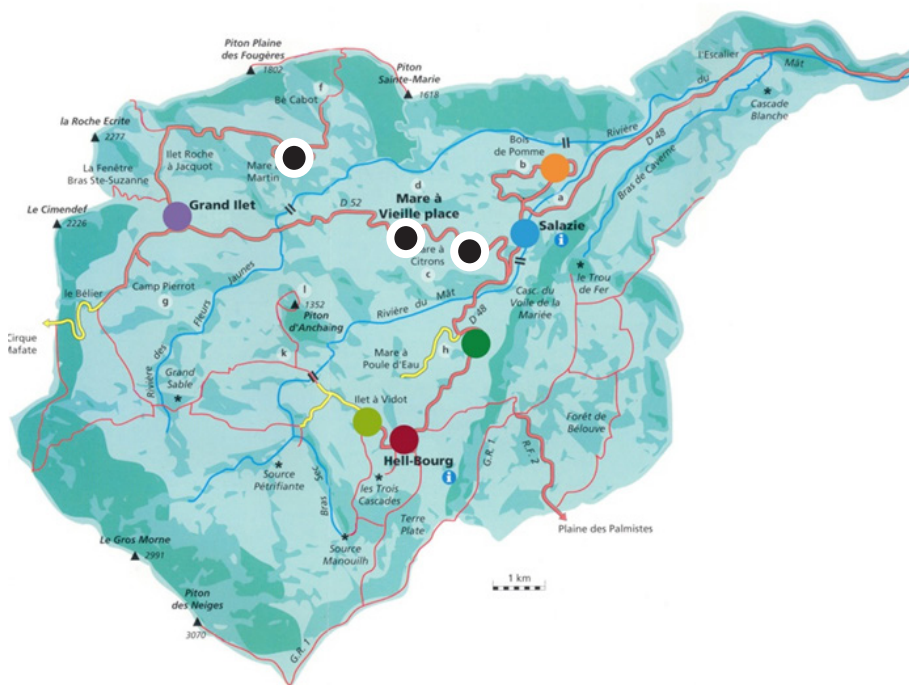 Piton Plaine
des Fougères
1802
Piton
Sainte-Marie
1618
l'Escalier
du
Mât
Cascade
Blanche
f
Bé Cabot
la Roche Ecrite
2277
Ilet Roche
à Jacquot
Mare à
Martin
La Fenêtre
Bras Ste-Suzanne
Bois
de Pomme
b
a
Rivière
D 48
Bras de Caverne
d
Mare à
Vieille place
Le Cimendef
2226
Grand Ilet
D 52
Salazie
i
Mare à
Citrons
c
le Trou
de Fer
le Bélier
Camp Pierrot
g
Jaunes
Fleurs
des
Rivière
l
1352
Piton
d'Anchaing
Rivière du Mât
Casc. du
Voile de la
Mariée
D 48
Cirque
Mafate
k
Mare à
Poule d'Eau
h
Grand
Sable
Ilet à Vidot
Forêt de
Bélouve
Hell-Bourg
i
G.R. 1
R.F. 2
Source
Pétrifiante
Bras
Sec
les Trois
Cascades
Terre
Plate
Plaine des Palmistes
Le Gros Morne
2991
Source
Manouilh
1 km
Piton
des Neiges
3070
G.R. 1